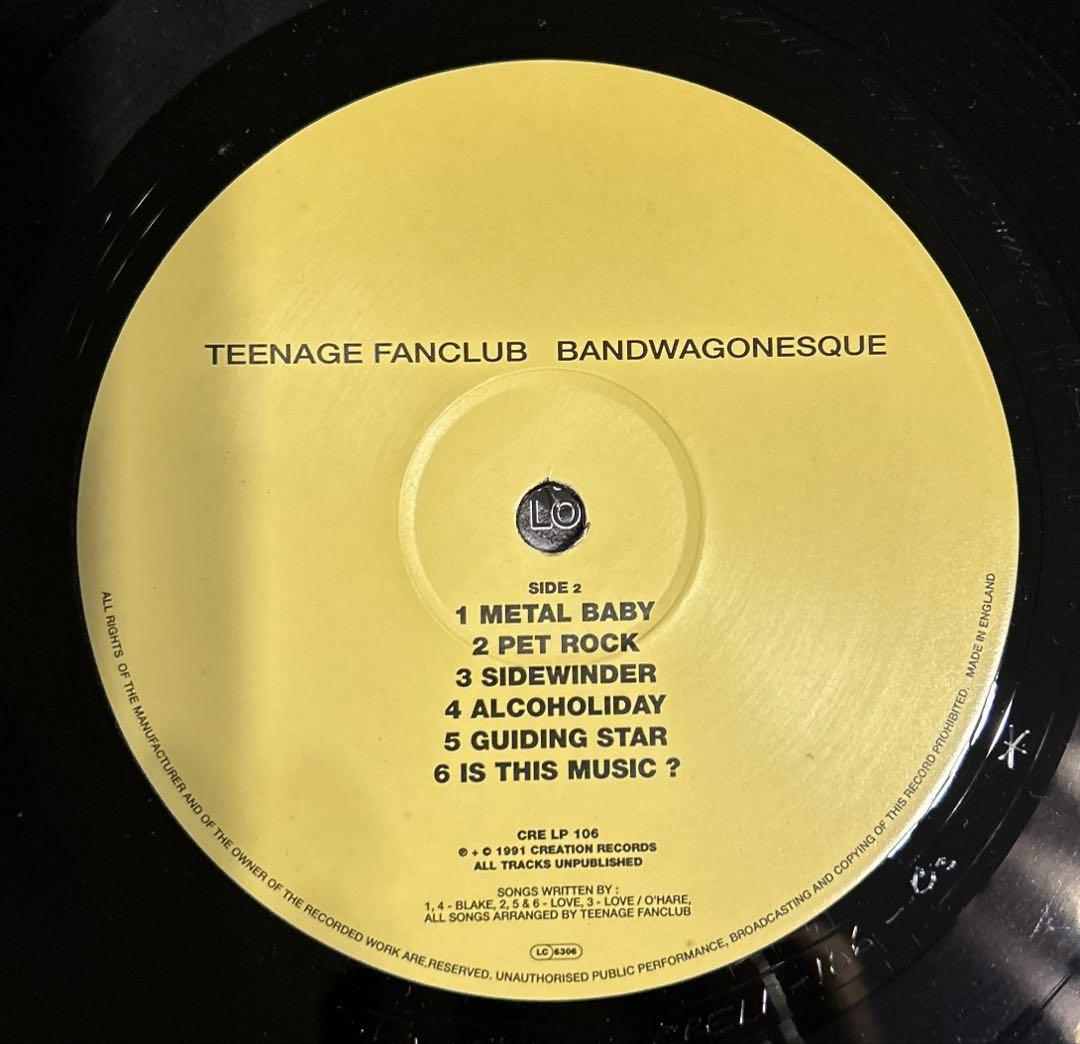 TEENAGE FANCLUB BANDWAGONESQUE
LO
SIDE 2
1 METAL BABY
2 PET ROCK
3 SIDEWINDER
4 ALCOHOLIDAY
5 GUIDING STAR
6 IS THIS MUSIC ?
CRE LP 106
℗ + © 1991 CREATION RECORDS
ALL TRACKS UNPUBLISHED
SONGS WRITTEN BY :
1, 4 - BLAKE, 2, 5 & 6 - LOVE, 3 - LOVE / O'HARE,
ALL SONGS ARRANGED BY TEENAGE FANCLUB
LC 6306
ALL RIGHTS OF THE MANUFACTURER AND OF THE OWNER OF THE RECORDED WORK ARE,RESERVED. UNAUTHORISED PUBLIC PERFORMANCE, BROADCASTING AND COPYING OF THIS RECORD PROHIBITED. MADE IN ENGLAND